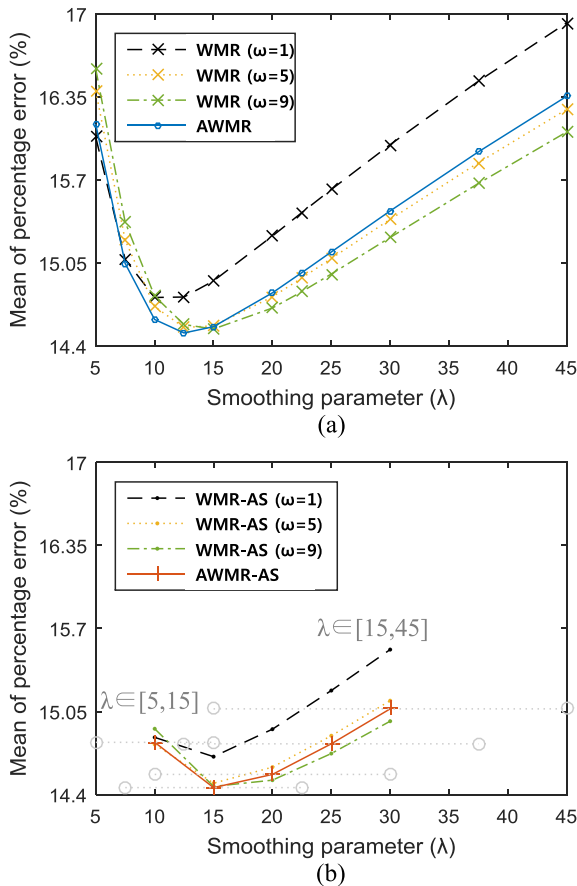 17
16.35
15.7
15.05
14.4
Mean of percentage error (%)
WMR (ω=1)
WMR (ω=5)
WMR (ω=9)
AWMR
5 10 15 20 25 30 35 40 45
Smoothing parameter (λ)
(a)
17
16.35
15.7
15.05
14.4
Mean of percentage error (%)
WMR-AS (ω=1)
WMR-AS (ω=5)
WMR-AS (ω=9)
AWMR-AS
λ∈[15,45]
λ∈[5,15]
5 10 15 20 25 30 35 40 45
Smoothing parameter (λ)
(b)